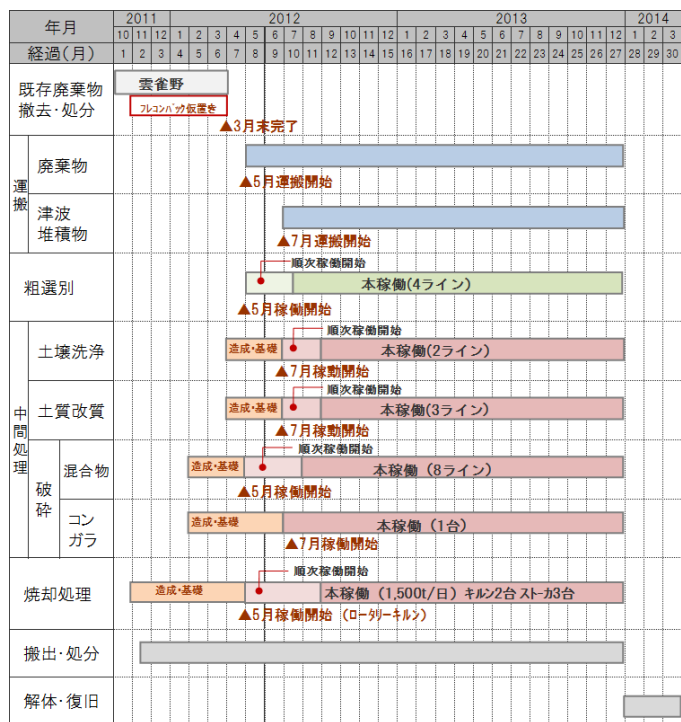 年月 2011 2012 2013 2014
10 11 12 1 2 3 4 5 6 7 8 9 10 11 12 1 2 3 4 5 6 7 8 9 10 11 12 1 2 3
経過(月) 1 2 3 4 5 6 7 8 9 10 11 12 13 14 15 16 17 18 19 20 21 22 23 24 25 26 27 28 29 30
既存廃棄物
撤去・処分
雲雀野
フレコンバック仮置き
▲3月末完了
運搬
廃棄物
▲5月運搬開始
津波
堆積物
▲7月運搬開始
粗選別
順次稼働開始
本稼働(4ライン)
▲5月稼働開始
中間処理
土壌洗浄
順次稼働開始
造成・基礎
本稼働(2ライン)
▲7月稼動開始
土質改質
順次稼働開始
造成・基礎
本稼働(3ライン)
▲7月稼動開始
破砕
混合物
順次稼働開始
造成・基礎
本稼働（8ライン）
▲5月稼働開始
コン
ガラ
造成・基礎
本稼働（1台）
▲7月稼働開始
焼却処理
順次稼働開始
造成・基礎
本稼働（1,500t/日）キルン2台 ストーカ3台
▲5月稼働開始（ロータリーキルン）
搬出・処分
解体・復旧